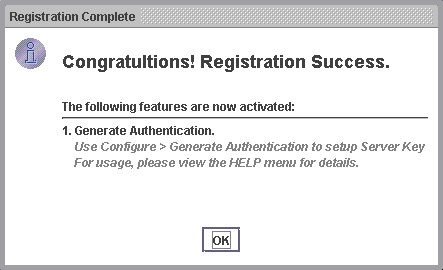 Registration Complete
Congratultions! Registration Success.
The following features are now activated:
1. Generate Authentication.
Use Configure > Generate Authentication to setup Server Key
For usage, please view the HELP menu for details.
OK